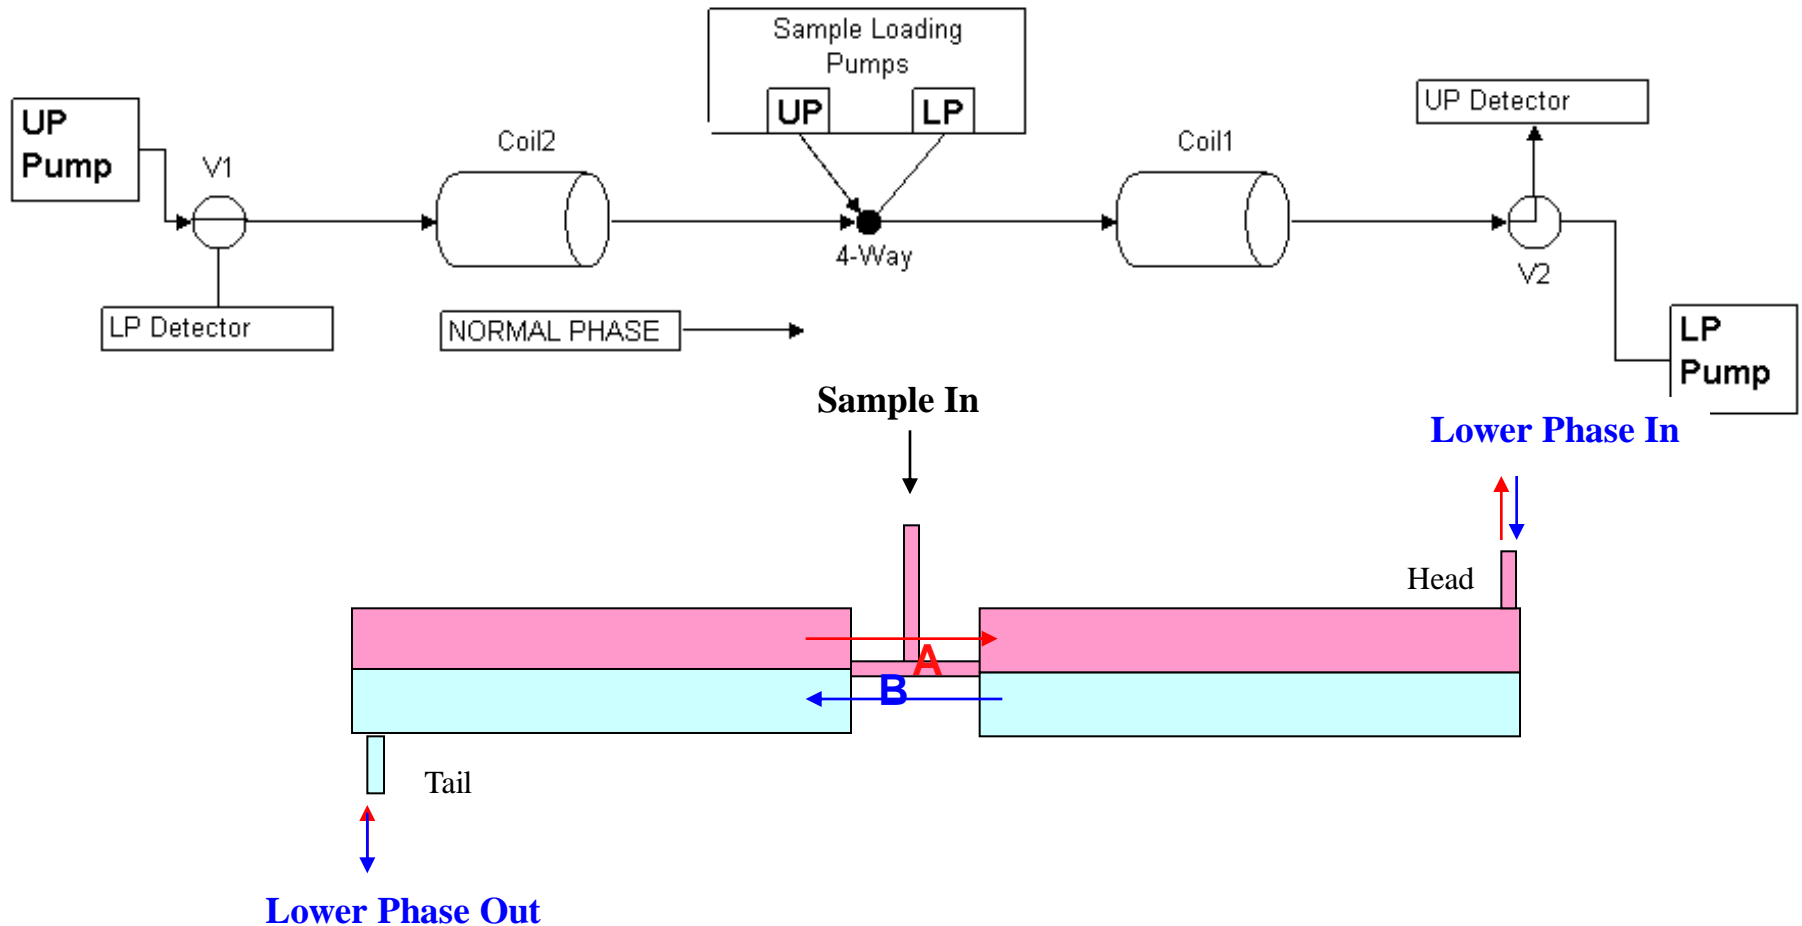 Sample Loading
Pumps
UP
LP
UP
Pump
V1
Coil2
Coil1
UP Detector
4-Way
V2
LP Detector
NORMAL PHASE
LP
Pump
Sample In
Lower Phase In
Head
A
B
Tail
Lower Phase Out